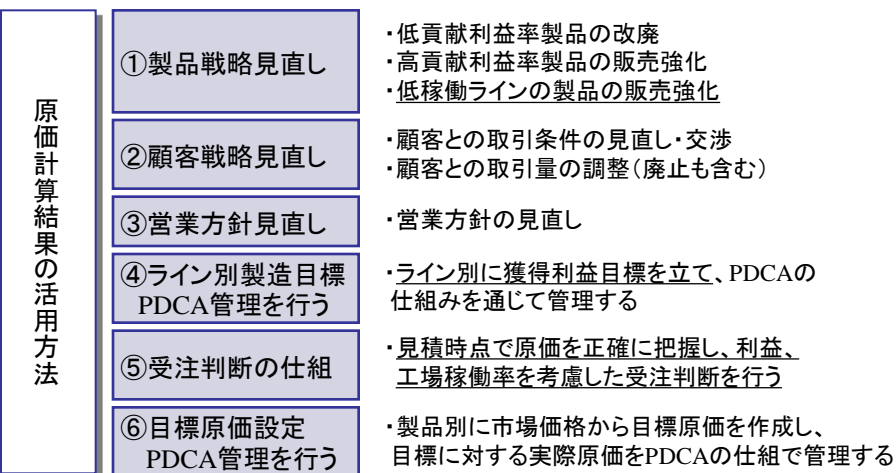 原価計算結果の活用方法
①製品戦略見直し
・低貢献利益率製品の改廃
・高貢献利益率製品の販売強化
・低稼働ラインの製品の販売強化
②顧客戦略見直し
・顧客との取引条件の見直し・交渉
・顧客との取引量の調整（廃止も含む）
③営業方針見直し
・営業方針の見直し
④ライン別製造目標
PDCA管理を行う
・ライン別に獲得利益目標を立て、PDCAの
仕組みを通じて管理する
⑤受注判断の仕組
・見積時点で原価を正確に把握し、利益、
工場稼働率を考慮した受注判断を行う
⑥目標原価設定
PDCA管理を行う
・製品別に市場価格から目標原価を作成し、
目標に対する実際原価をPDCAの仕組で管理する